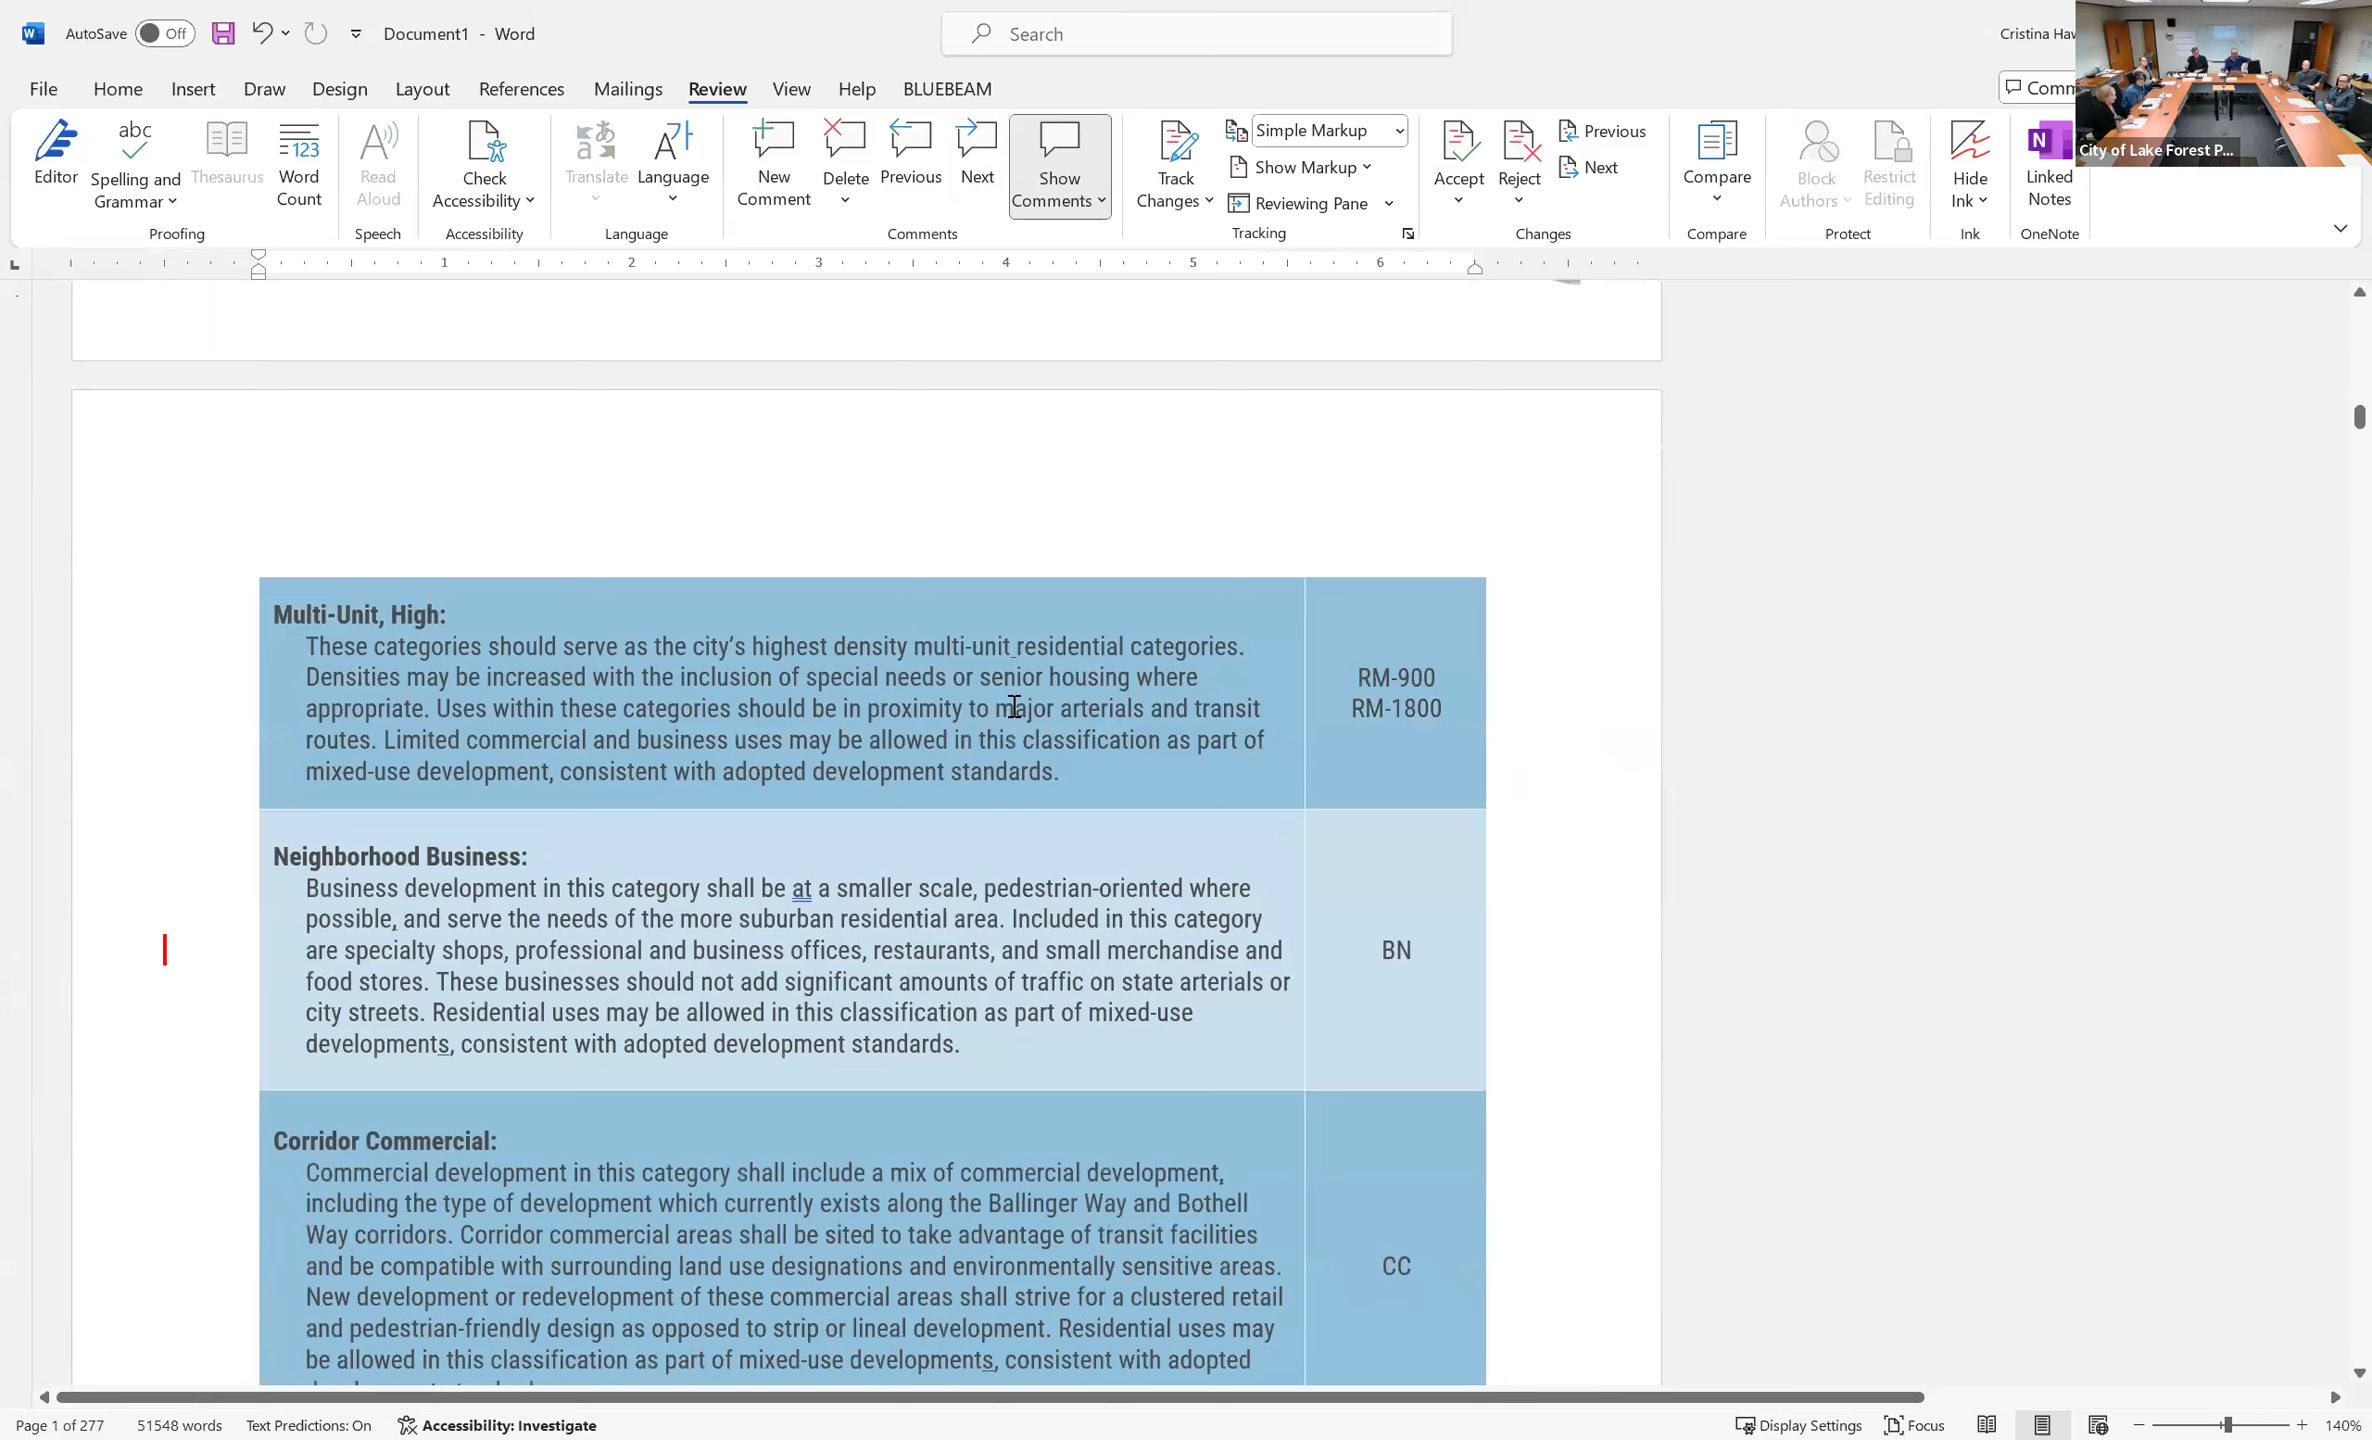 AutoSave Off Document1 - Word Search Cristina Haw
File Home Insert Draw Design Layout References Mailings Review View Help BLUEBEAM Comm
Editor Spelling and Grammar Thesaurus Word Count Read Aloud Check Accessibility Translate Language New Comment Delete Previous Next Show Comments Track Changes Simple Markup Show Markup Reviewing Pane Accept Reject Previous Next Compare Block Authors Restrict Editing Hide Ink Linked Notes
Proofing Speech Accessibility Language Comments Tracking Changes Compare Protect Ink OneNote
City of Lake Forest P...
1 2 3 4 5 6
Multi-Unit, High:
These categories should serve as the city’s highest density multi-unit residential categories.
Densities may be increased with the inclusion of special needs or senior housing where
appropriate. Uses within these categories should be in proximity to major arterials and transit
routes. Limited commercial and business uses may be allowed in this classification as part of
mixed-use development, consistent with adopted development standards.
RM-900
RM-1800
Neighborhood Business:
Business development in this category shall be at a smaller scale, pedestrian-oriented where
possible, and serve the needs of the more suburban residential area. Included in this category
are specialty shops, professional and business offices, restaurants, and small merchandise and
food stores. These businesses should not add significant amounts of traffic on state arterials or
city streets. Residential uses may be allowed in this classification as part of mixed-use
developments, consistent with adopted development standards.
BN
Corridor Commercial:
Commercial development in this category shall include a mix of commercial development,
including the type of development which currently exists along the Ballinger Way and Bothell
Way corridors. Corridor commercial areas shall be sited to take advantage of transit facilities
and be compatible with surrounding land use designations and environmentally sensitive areas.
New development or redevelopment of these commercial areas shall strive for a clustered retail
and pedestrian-friendly design as opposed to strip or lineal development. Residential uses may
be allowed in this classification as part of mixed-use developments, consistent with adopted
CC
Page 1 of 277 51548 words Text Predictions: On Accessibility: Investigate Display Settings Focus 140%